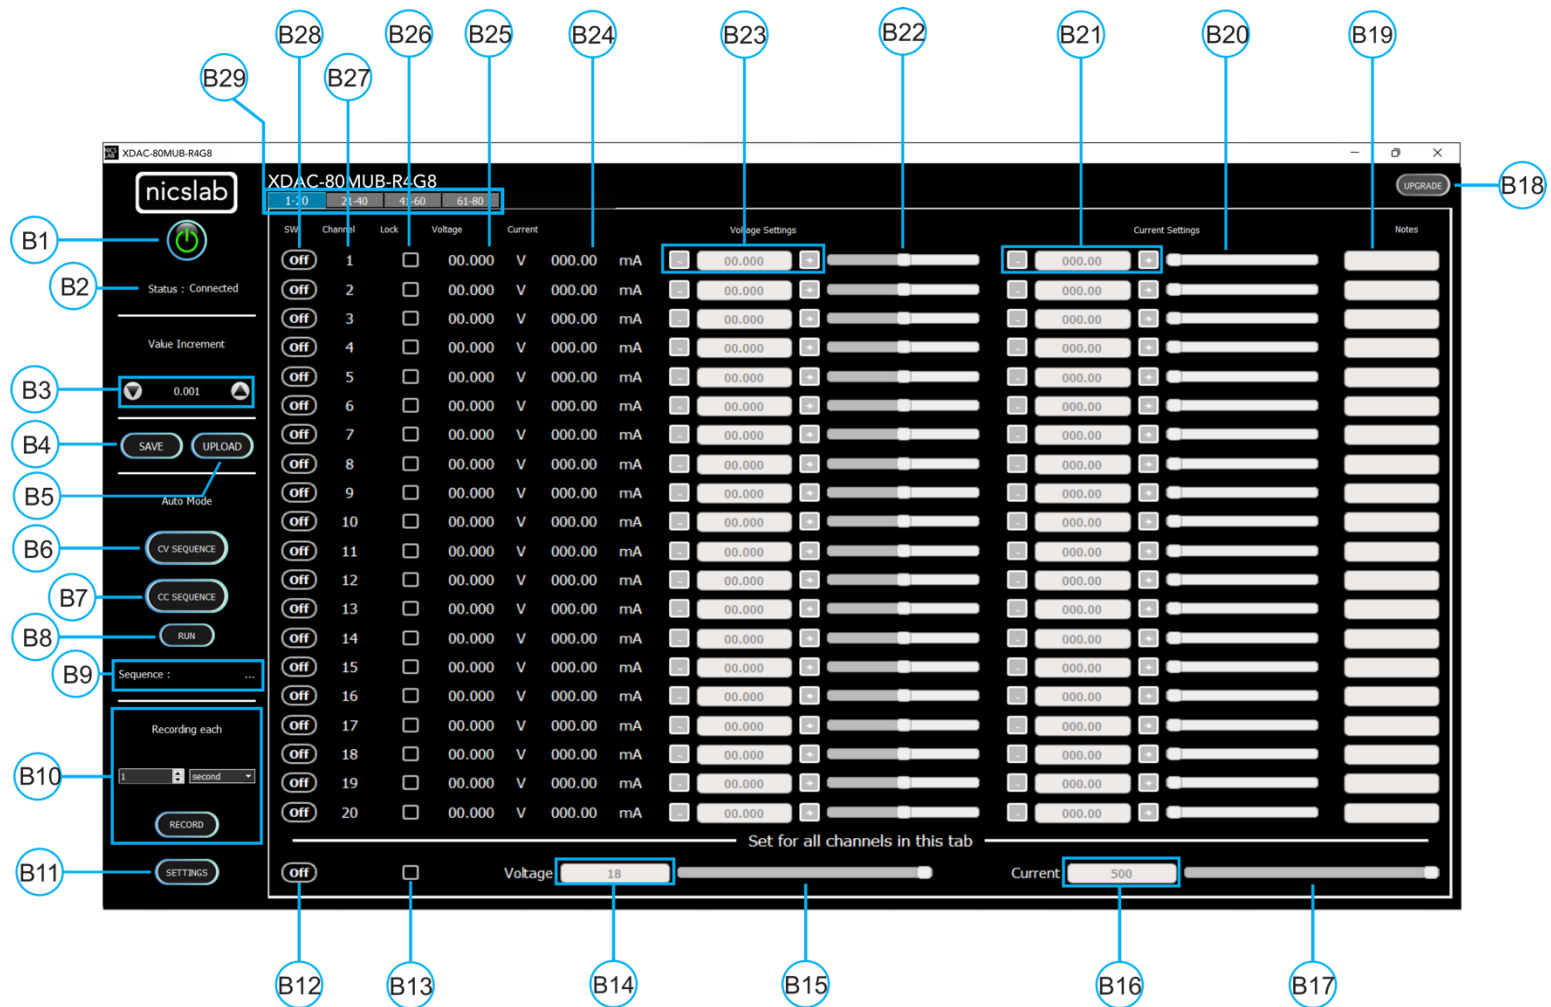 B28 B26 B25 B24 B23 B22 B21 B20 B19
B29 B27
NICS LAB XDAC-80MUB-R4G8
nicslab
XDAC-80MUB-R4G8
UPGRADE B18
1-20 21-40 41-60 61-80
B1
SW Channel Lock Voltage Current Voltage Settings Current Settings Notes
Off 1 00.000 V 000.00 mA - 00.000 + - 000.00 +
B2 Status : Connected
Off 2 00.000 V 000.00 mA - 00.000 + - 000.00 +
Off 3 00.000 V 000.00 mA - 00.000 + - 000.00 +
Value Increment
Off 4 00.000 V 000.00 mA - 00.000 + - 000.00 +
B3 0.001
Off 5 00.000 V 000.00 mA - 00.000 + - 000.00 +
Off 6 00.000 V 000.00 mA - 00.000 + - 000.00 +
B4 SAVE UPLOAD
Off 7 00.000 V 000.00 mA - 00.000 + - 000.00 +
Off 8 00.000 V 000.00 mA - 00.000 + - 000.00 +
B5
Auto Mode
Off 9 00.000 V 000.00 mA - 00.000 + - 000.00 +
Off 10 00.000 V 000.00 mA - 00.000 + - 000.00 +
B6 CV SEQUENCE
Off 11 00.000 V 000.00 mA - 00.000 + - 000.00 +
Off 12 00.000 V 000.00 mA - 00.000 + - 000.00 +
B7 CC SEQUENCE
Off 13 00.000 V 000.00 mA - 00.000 + - 000.00 +
B8 RUN
Off 14 00.000 V 000.00 mA - 00.000 + - 000.00 +
B9 Sequence : ...
Off 15 00.000 V 000.00 mA - 00.000 + - 000.00 +
Off 16 00.000 V 000.00 mA - 00.000 + - 000.00 +
Recording each
Off 17 00.000 V 000.00 mA - 00.000 + - 000.00 +
Off 18 00.000 V 000.00 mA - 00.000 + - 000.00 +
B10 1 second
Off 19 00.000 V 000.00 mA - 00.000 + - 000.00 +
Off 20 00.000 V 000.00 mA - 00.000 + - 000.00 +
RECORD
Set for all channels in this tab
B11 SETTINGS
Off Voltage 18 Current 500
B12 B13 B14 B15 B16 B17